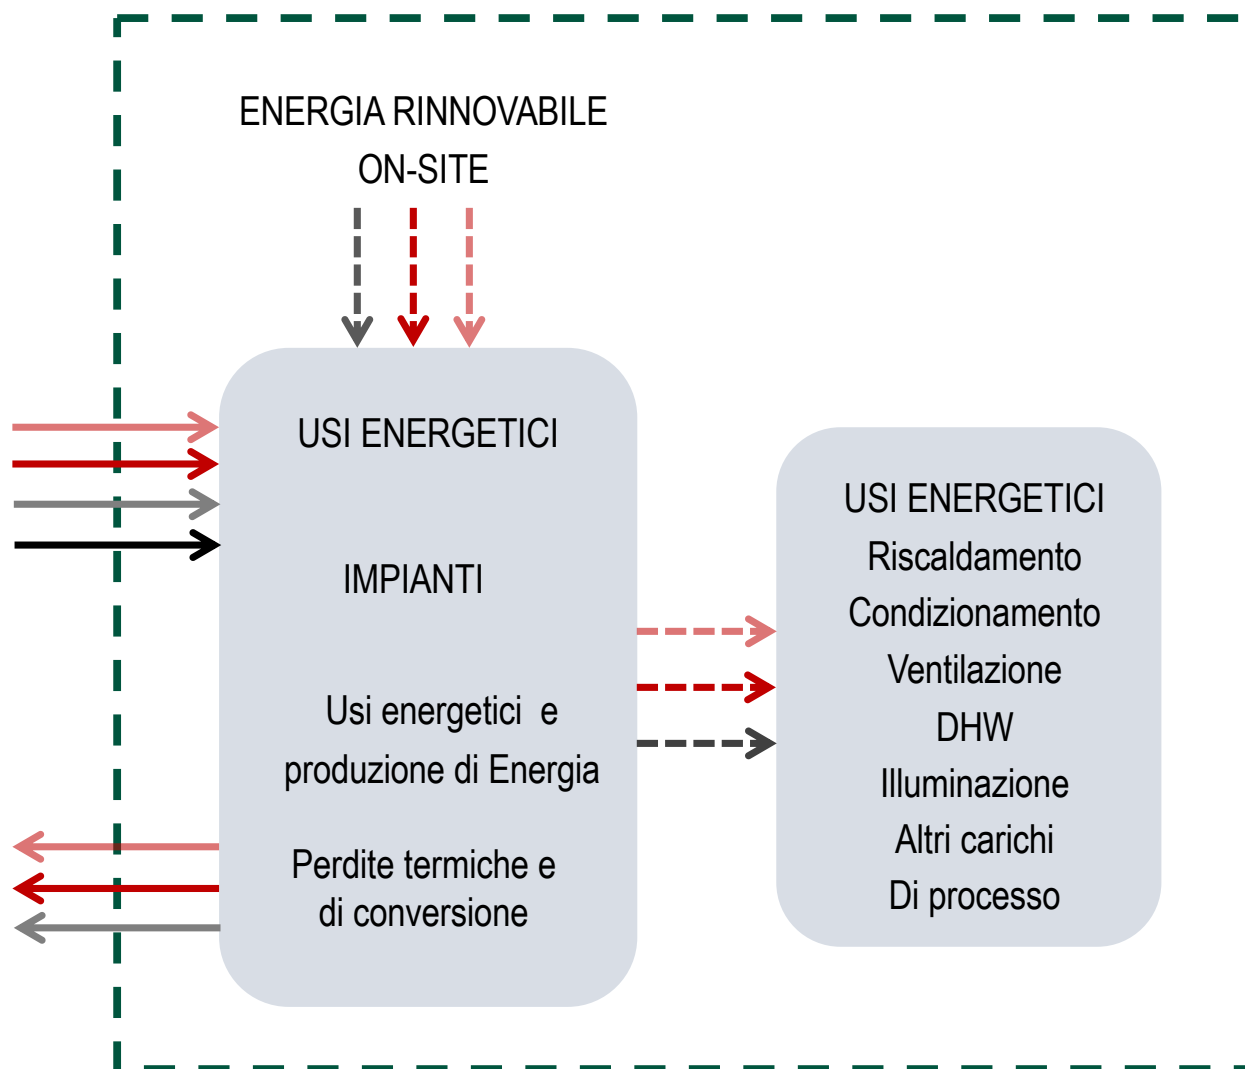 ENERGIA RINNOVABILE
ON-SITE
USI ENERGETICI
IMPIANTI
Usi energetici e
produzione di Energia
Perdite termiche e
di conversione
USI ENERGETICI
Riscaldamento
Condizionamento
Ventilazione
DHW
Illuminazione
Altri carichi
Di processo